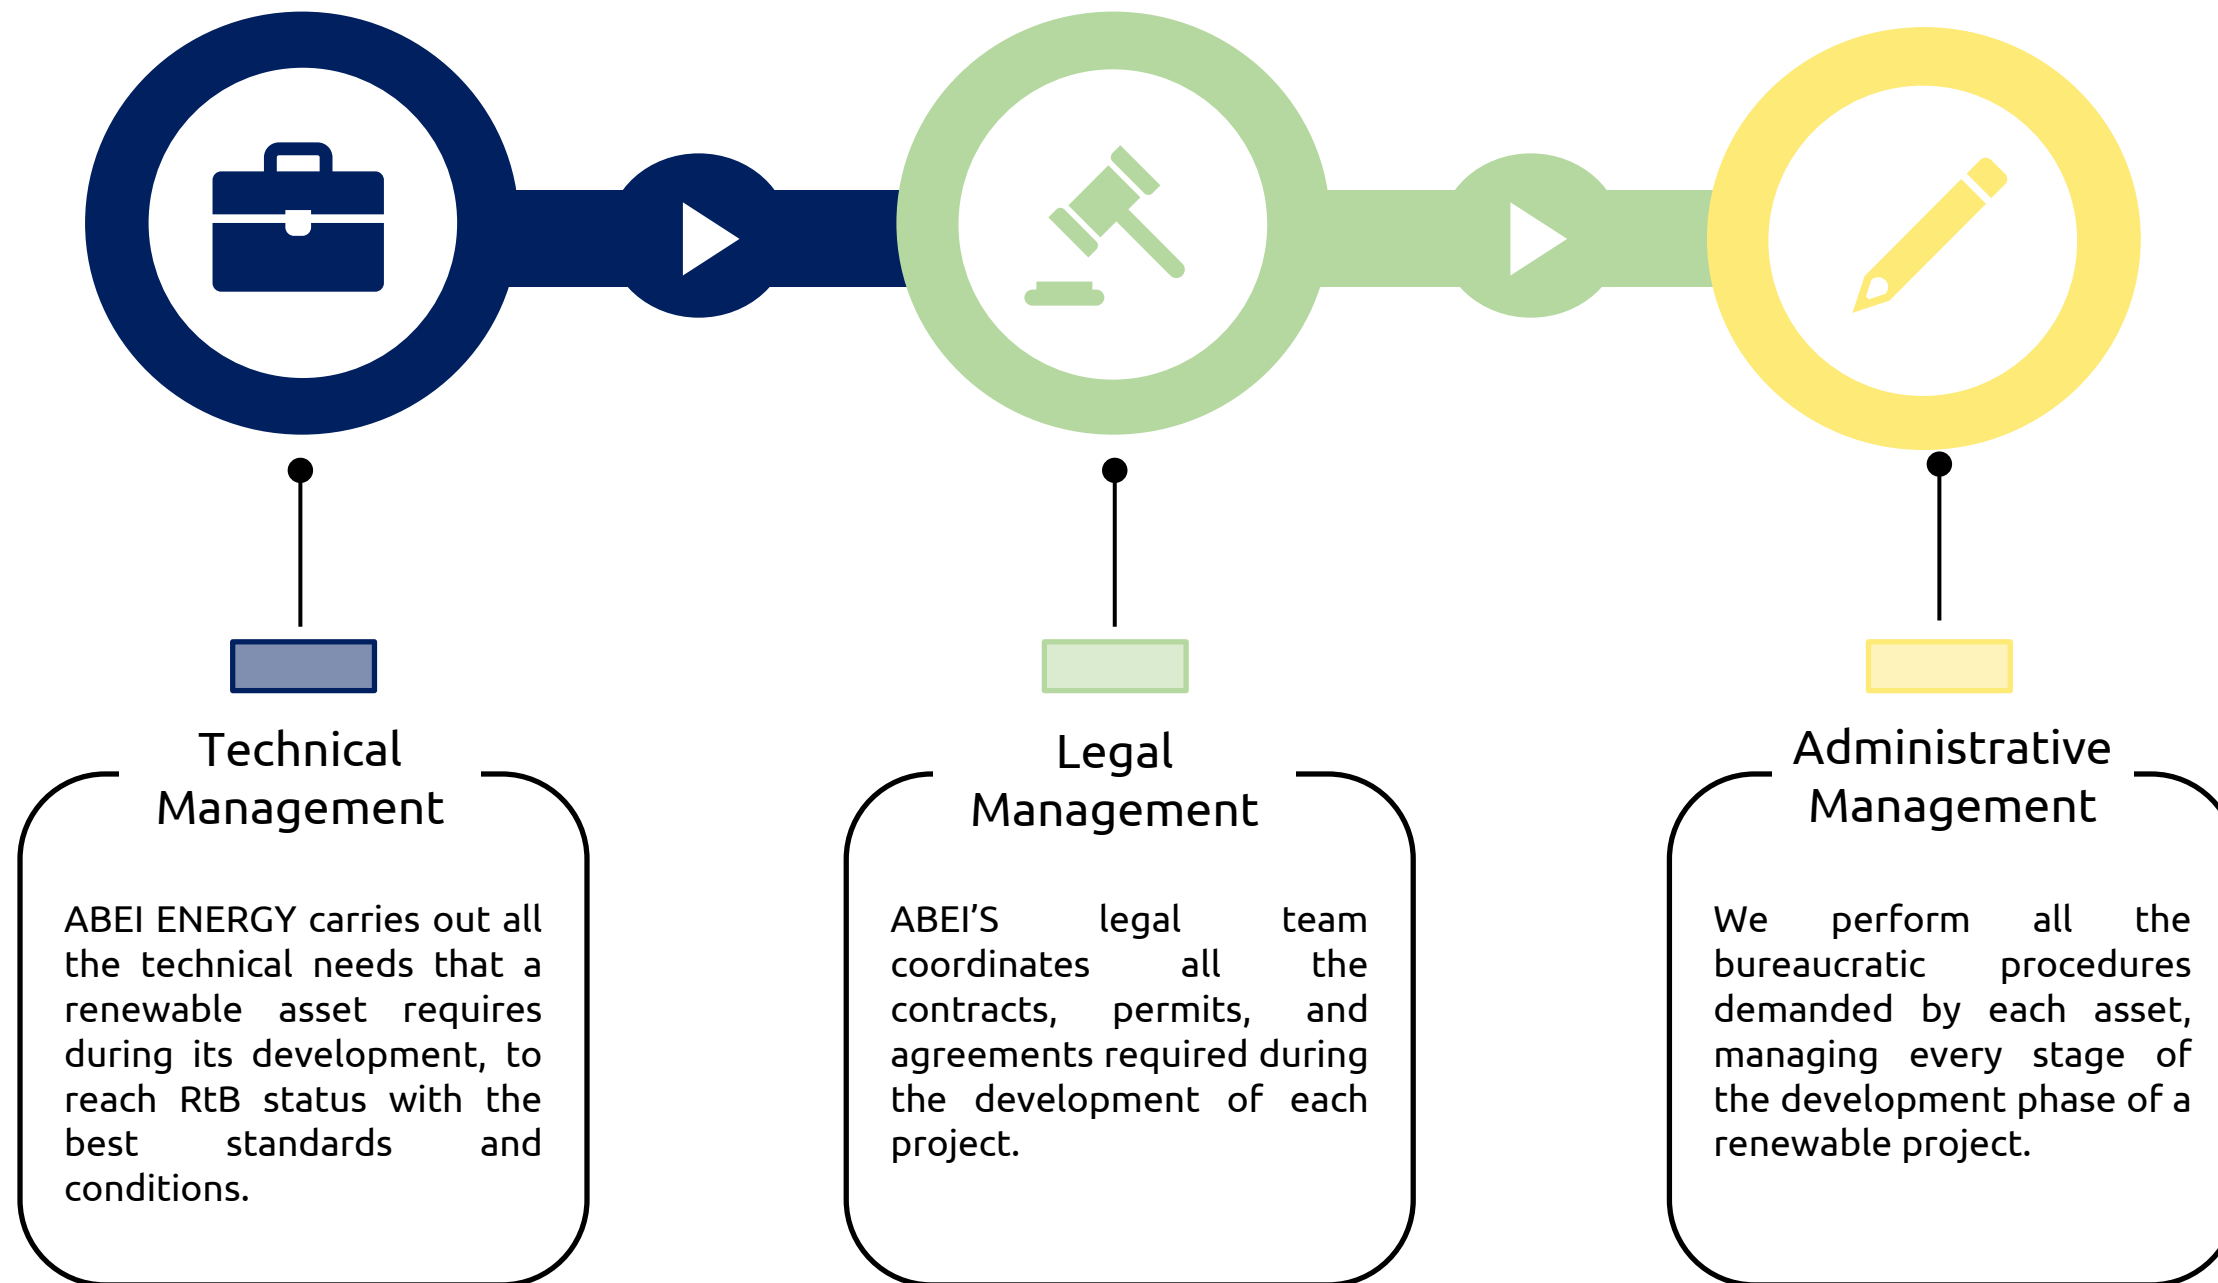 Technical
Management
ABEI ENERGY carries out all
the technical needs that a
renewable asset requires
during its development, to
reach RtB status with the
best standards and
conditions.
Legal
Management
ABEI’S legal team
coordinates all the
contracts, permits, and
agreements required during
the development of each
project.
Administrative
Management
We perform all the
bureaucratic procedures
demanded by each asset,
managing every stage of
the development phase of a
renewable project.